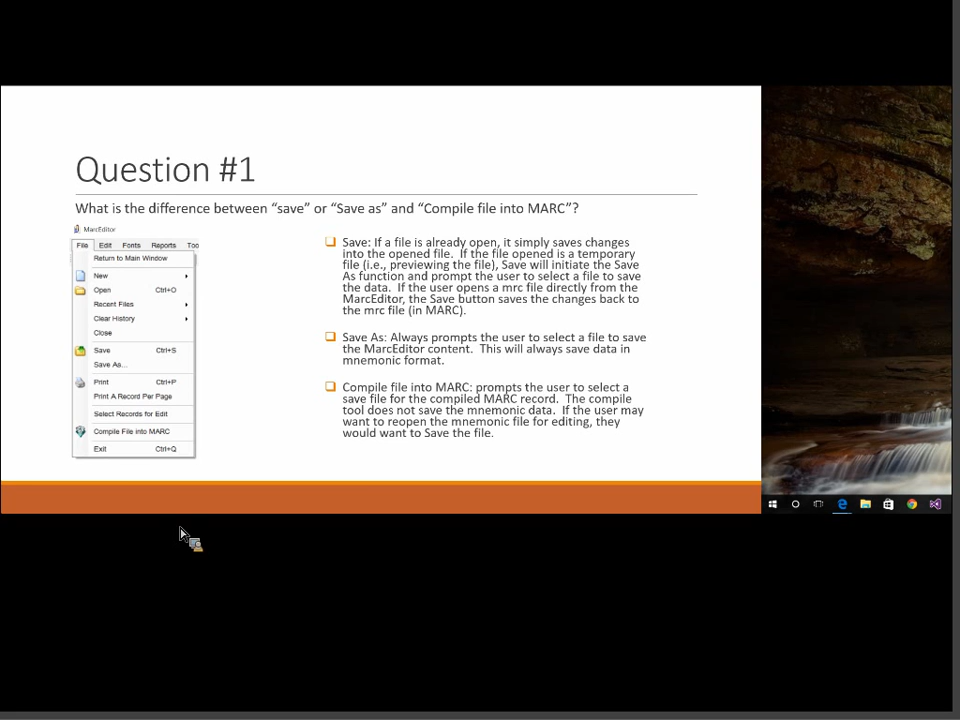 Question #1
What is the difference between “save” or “Save as” and “Compile file into MARC”?
MarcEditor
File Edit Fonts Reports Too
Return to Main Window
New
Open Ctrl+O
Recent Files
Clear History
Close
Save Ctrl+S
Save As...
Print Ctrl+P
Print A Record Per Page
Select Records for Edit
Compile File into MARC
Exit Ctrl+Q
Save: If a file is already open, it simply saves changes
into the opened file. If the file opened is a temporary
file (i.e., previewing the file), Save will initiate the Save
As function and prompt the user to select a file to save
the data. If the user opens a mrc file directly from the
MarcEditor, the Save button saves the changes back to
the mrc file (in MARC).
Save As: Always prompts the user to select a file to save
the MarcEditor content. This will always save data in
mnemonic format.
Compile file into MARC: prompts the user to select a
save file for the compiled MARC record. The compile
tool does not save the mnemonic data. If the user may
want to reopen the mnemonic file for editing, they
would want to Save the file.